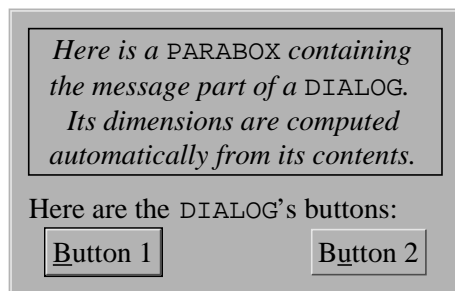 Here is a PARABOX containing
the message part of a DIALOG.
Its dimensions are computed
automatically from its contents.
Here are the DIALOG's buttons:
Button 1 Button 2